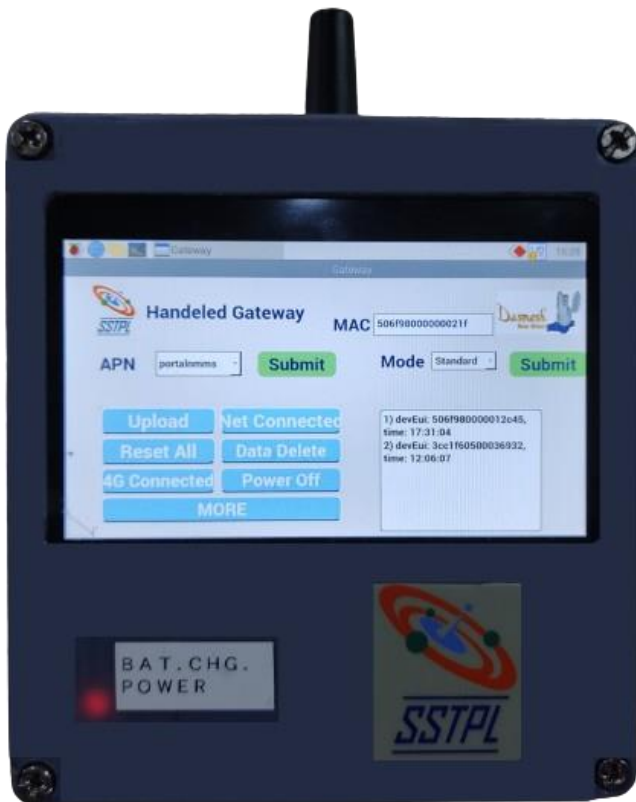 Gateway
Gateway
SSTPL
Handeled Gateway
MAC
506f98000000021f
APN
portalnmms
Submit
Mode
Standard
Submit
Upload
Net Connected
Reset All
Data Delete
4G Connected
Power Off
MORE
1) devEui: 506f980000012c45,
time: 17:31:04
2) devEui: 3cc1f60500036932,
time: 12:06:07
BAT.CHG.
POWER
SSTPL